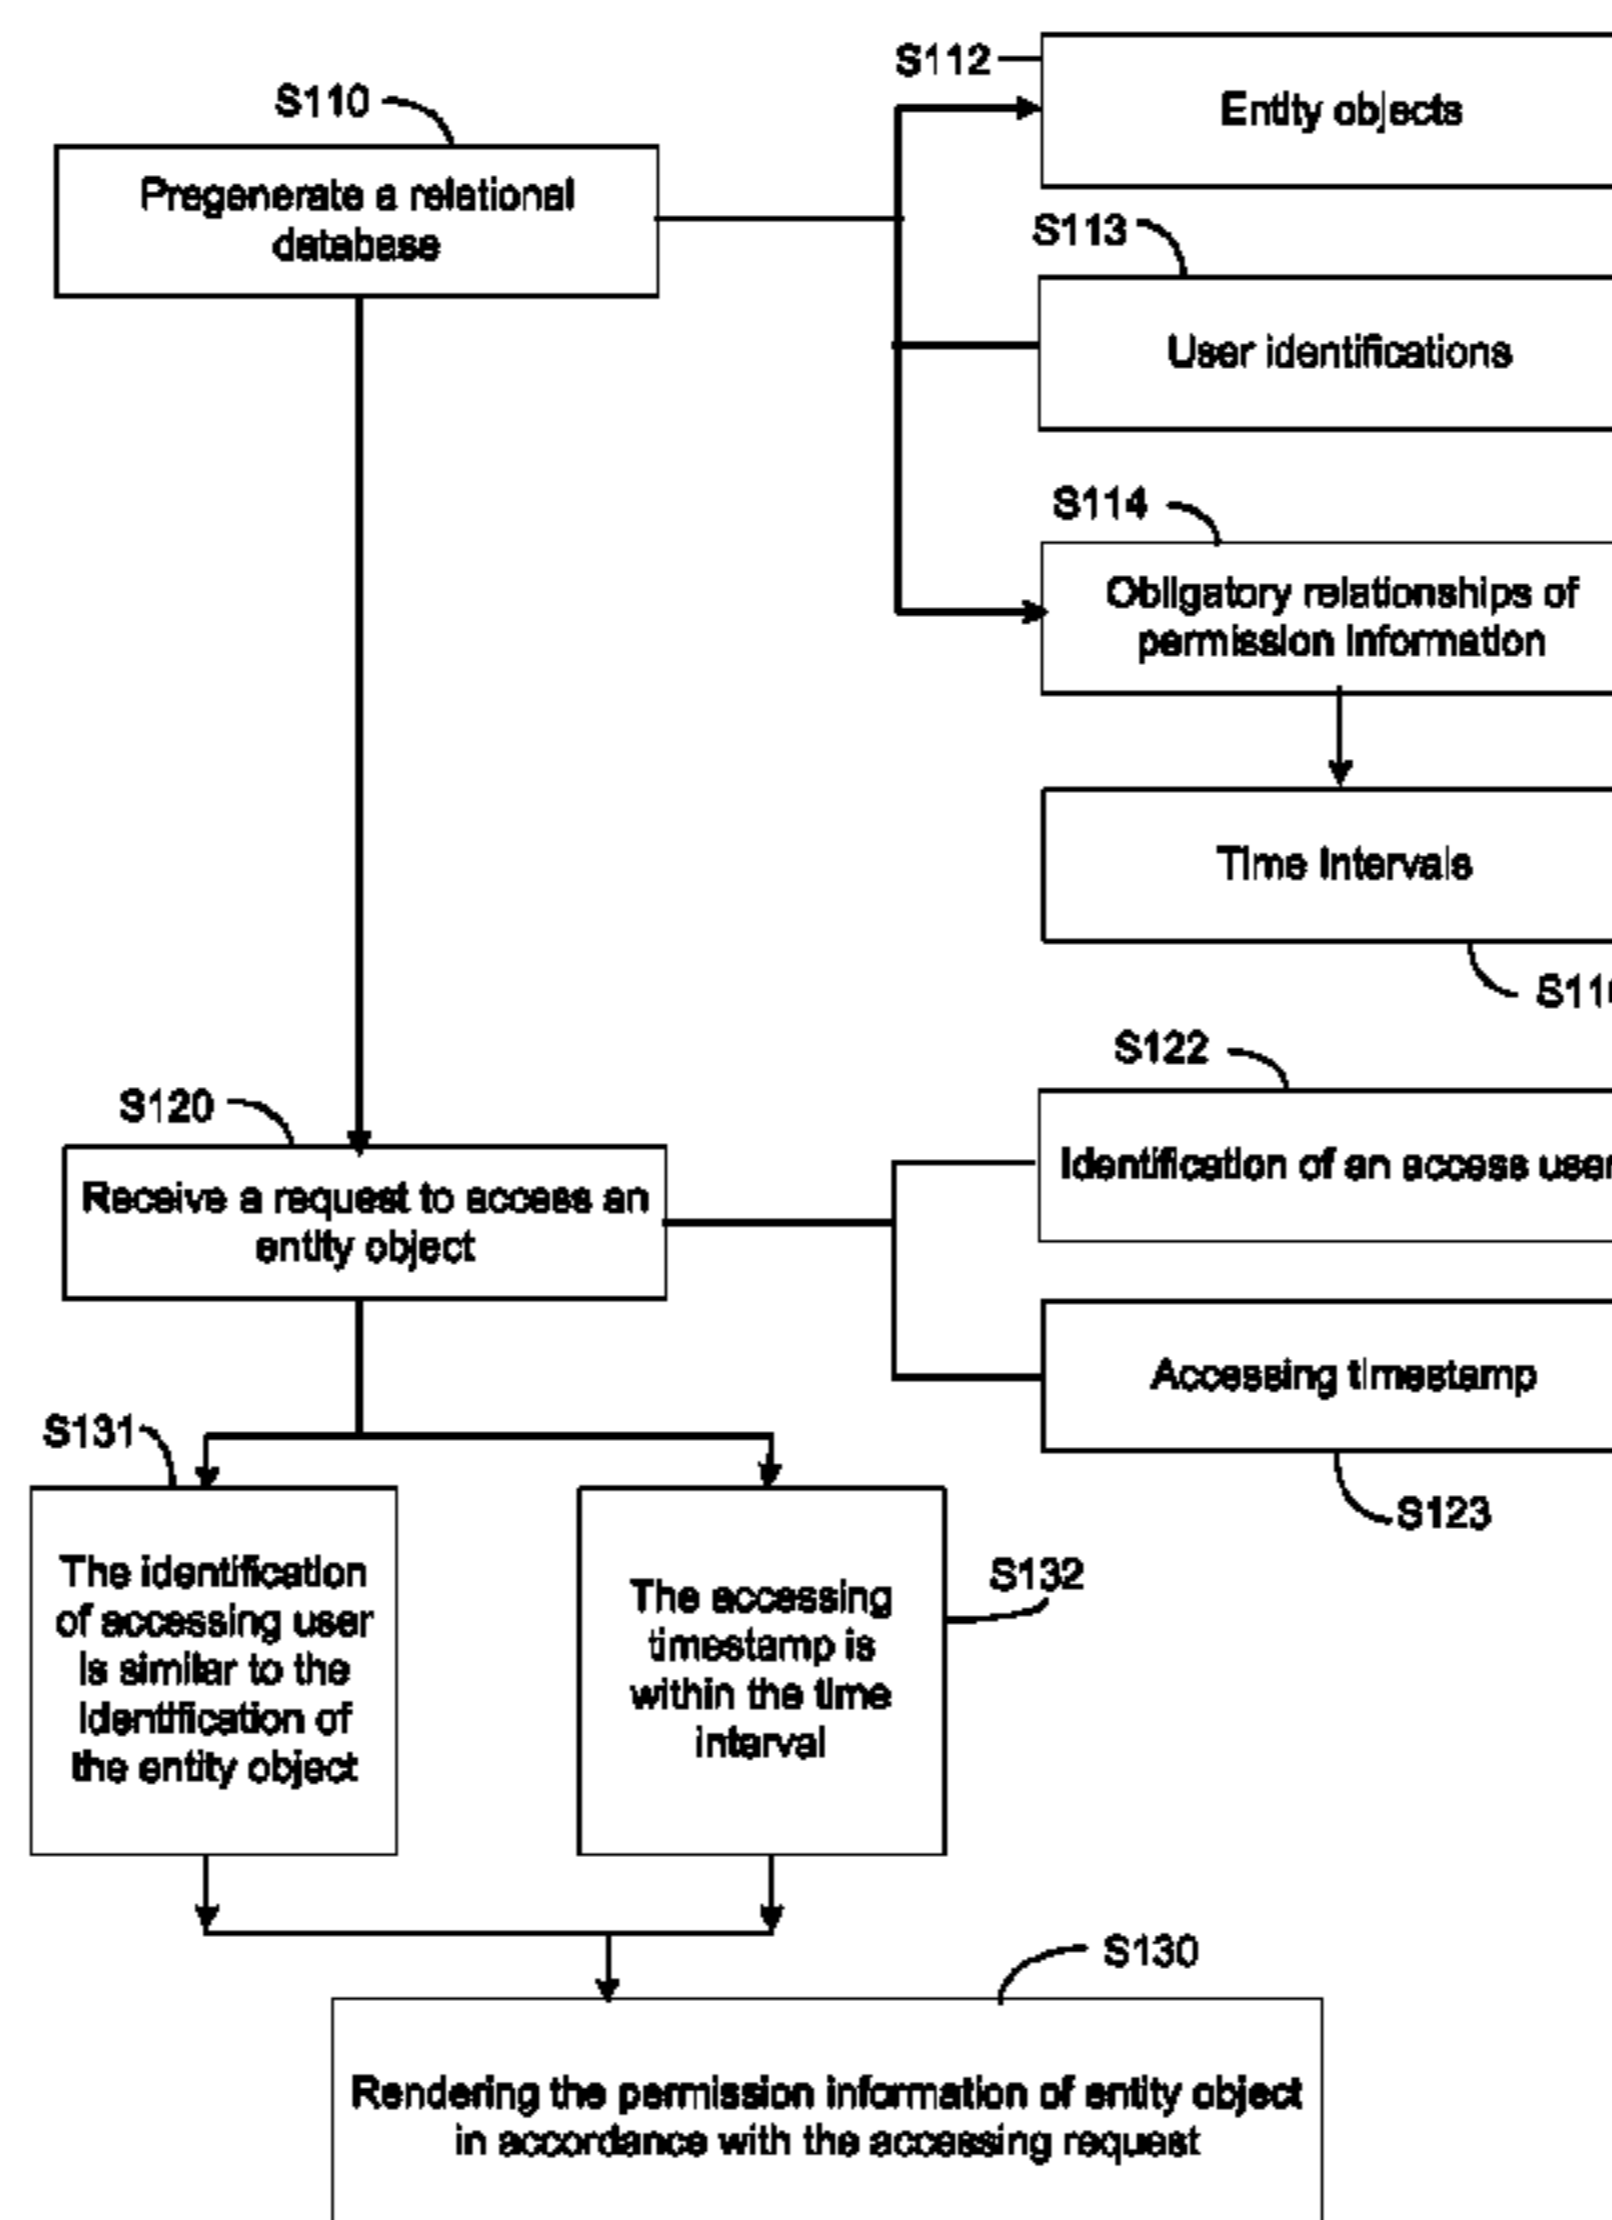 S110
Pregenerate a relational
database
S112
Entity objects
S113
User identifications
S114
Obligatory relationships of
permission information
Time intervals
S120
Receive a request to access an
entity object
S122
Identification of an access user
Accessing timestamp
S123
S131
The identification
of accessing user
is similar to the
identification of
the entity object
S132
The accessing
timestamp is
within the time
interval
S130
Rendering the permission information of entity object
in accordance with the accessing request